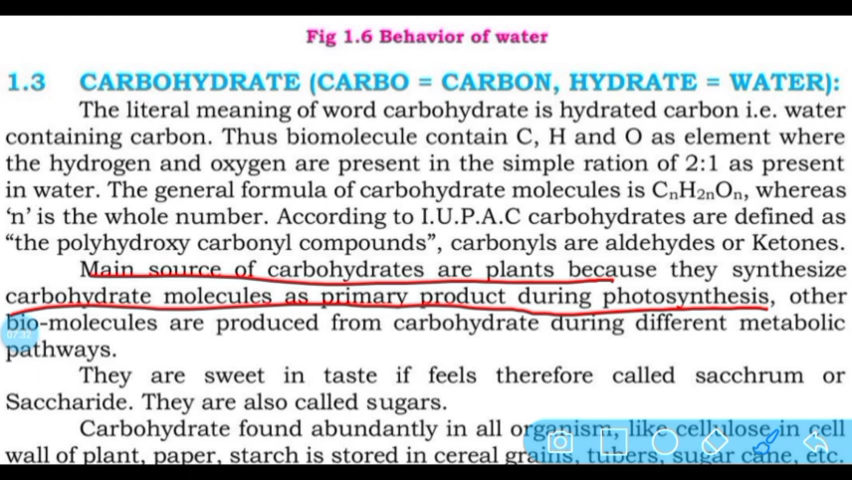 Fig 1.6 Behavior of water
1.3 CARBOHYDRATE (CARBO = CARBON, HYDRATE = WATER):
The literal meaning of word carbohydrate is hydrated carbon i.e. water
containing carbon. Thus biomolecule contain C, H and O as element where
the hydrogen and oxygen are present in the simple ration of 2:1 as present
in water. The general formula of carbohydrate molecules is CₙH₂ₙOₙ, whereas
‘n’ is the whole number. According to I.U.P.A.C carbohydrates are defined as
“the polyhydroxy carbonyl compounds”, carbonyls are aldehydes or Ketones.
Main source of carbohydrates are plants because they synthesize
carbohydrate molecules as primary product during photosynthesis, other
bio-molecules are produced from carbohydrate during different metabolic
07:32
pathways.
They are sweet in taste if feels therefore called sacchrum or
Saccharide. They are also called sugars.
Carbohydrate found abundantly in all organism, like cellulose in cell
wall of plant, paper, starch is stored in cereal grains, tubers, sugar cane, etc.